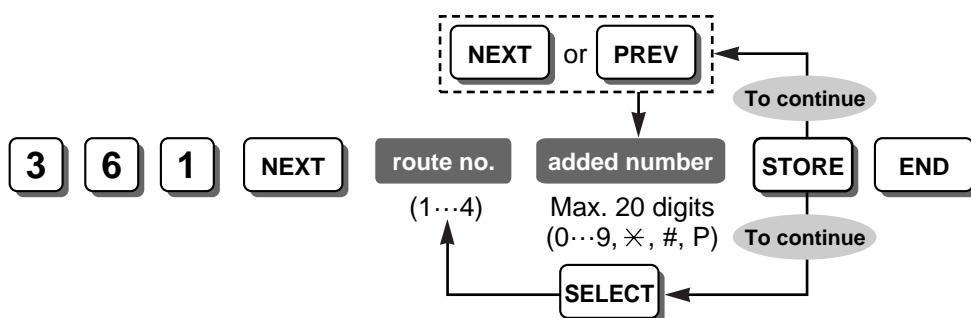 NEXT or PREV
To continue
3 6 1 NEXT route no. added number STORE END
(1···4) Max. 20 digits
(0···9, ✳, #, P) To continue
SELECT